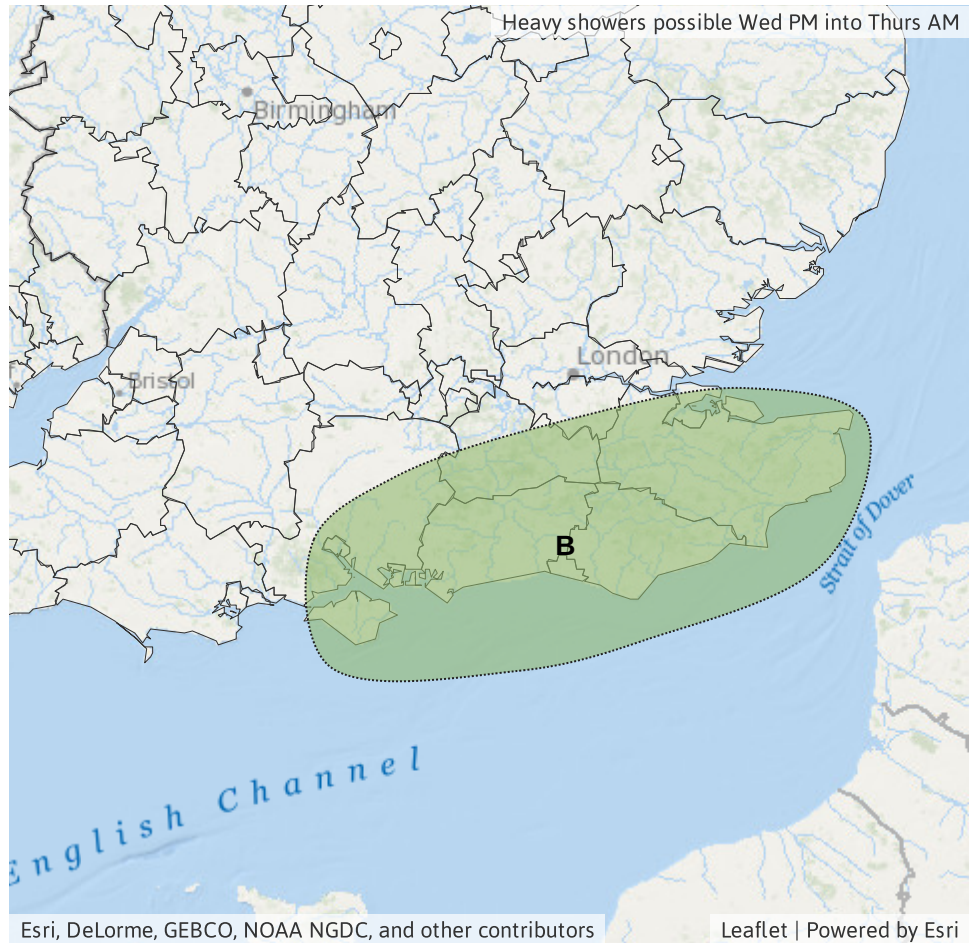 Heavy showers possible Wed PM into Thurs AM
Birmingham
London
Bristol
B
Strait of Dover
English Channel
Esri, DeLorme, GEBCO, NOAA NGDC, and other contributors
Leaflet | Powered by Esri